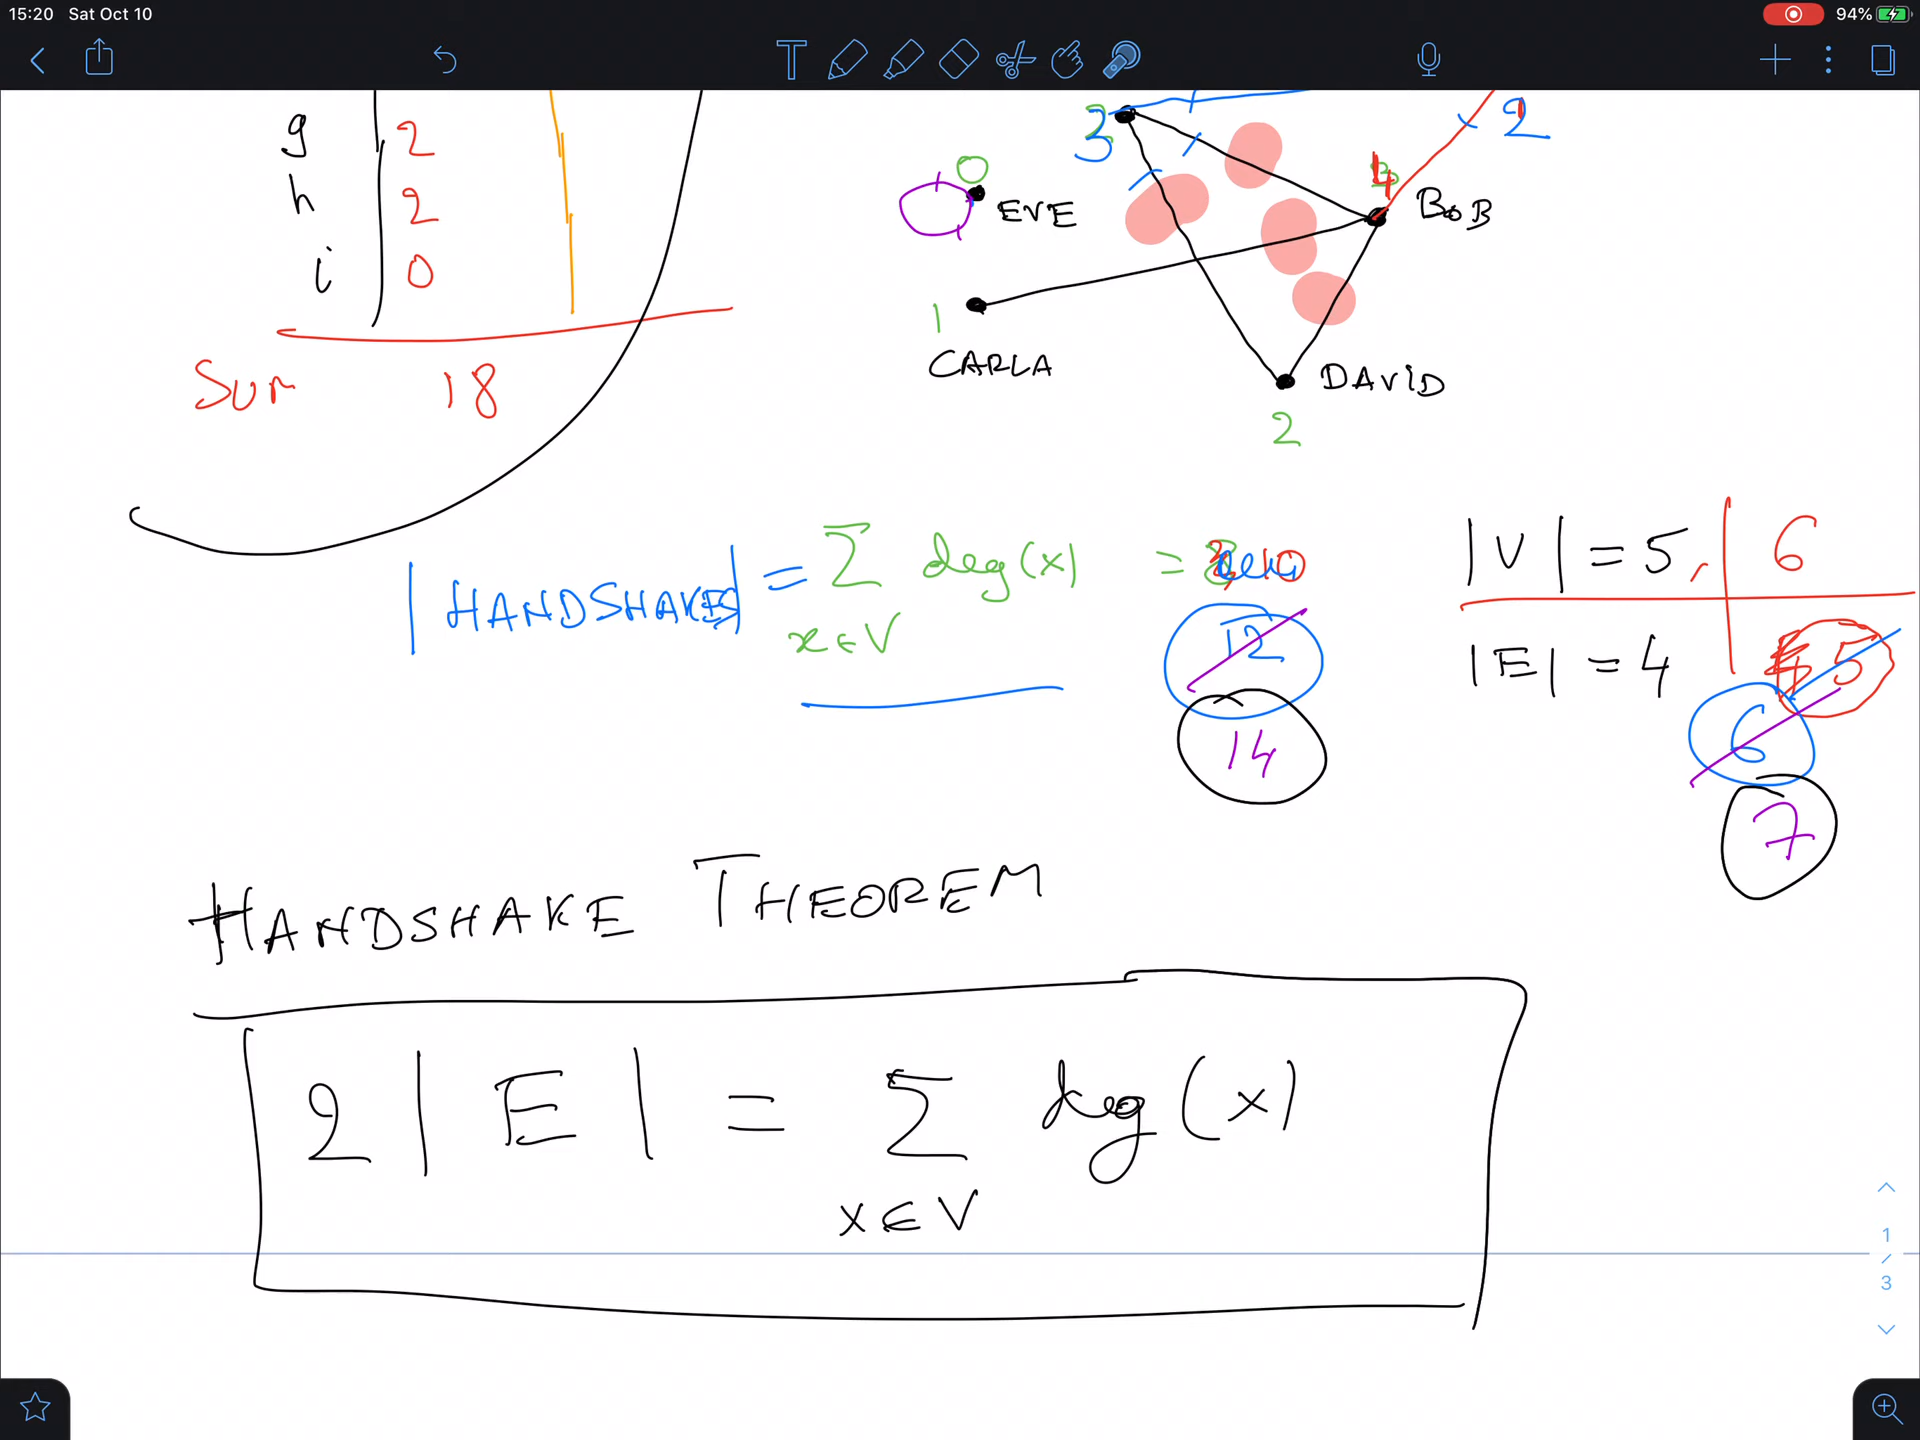 15:20 Sat Oct 10
94%
T
g 2
h 2
i 0
Sum 18
3
2
0
EVE
4
BOB
1
CARLA
DAVID
2
|HANDSHAKES| = Σ deg(x) =
x ∈ V
10
12
14
|V| = 5, 6
|E| = 4 5
6
7
HANDSHAKE THEOREM
2|E| = Σ deg(x)
x ∈ V
1
/
3